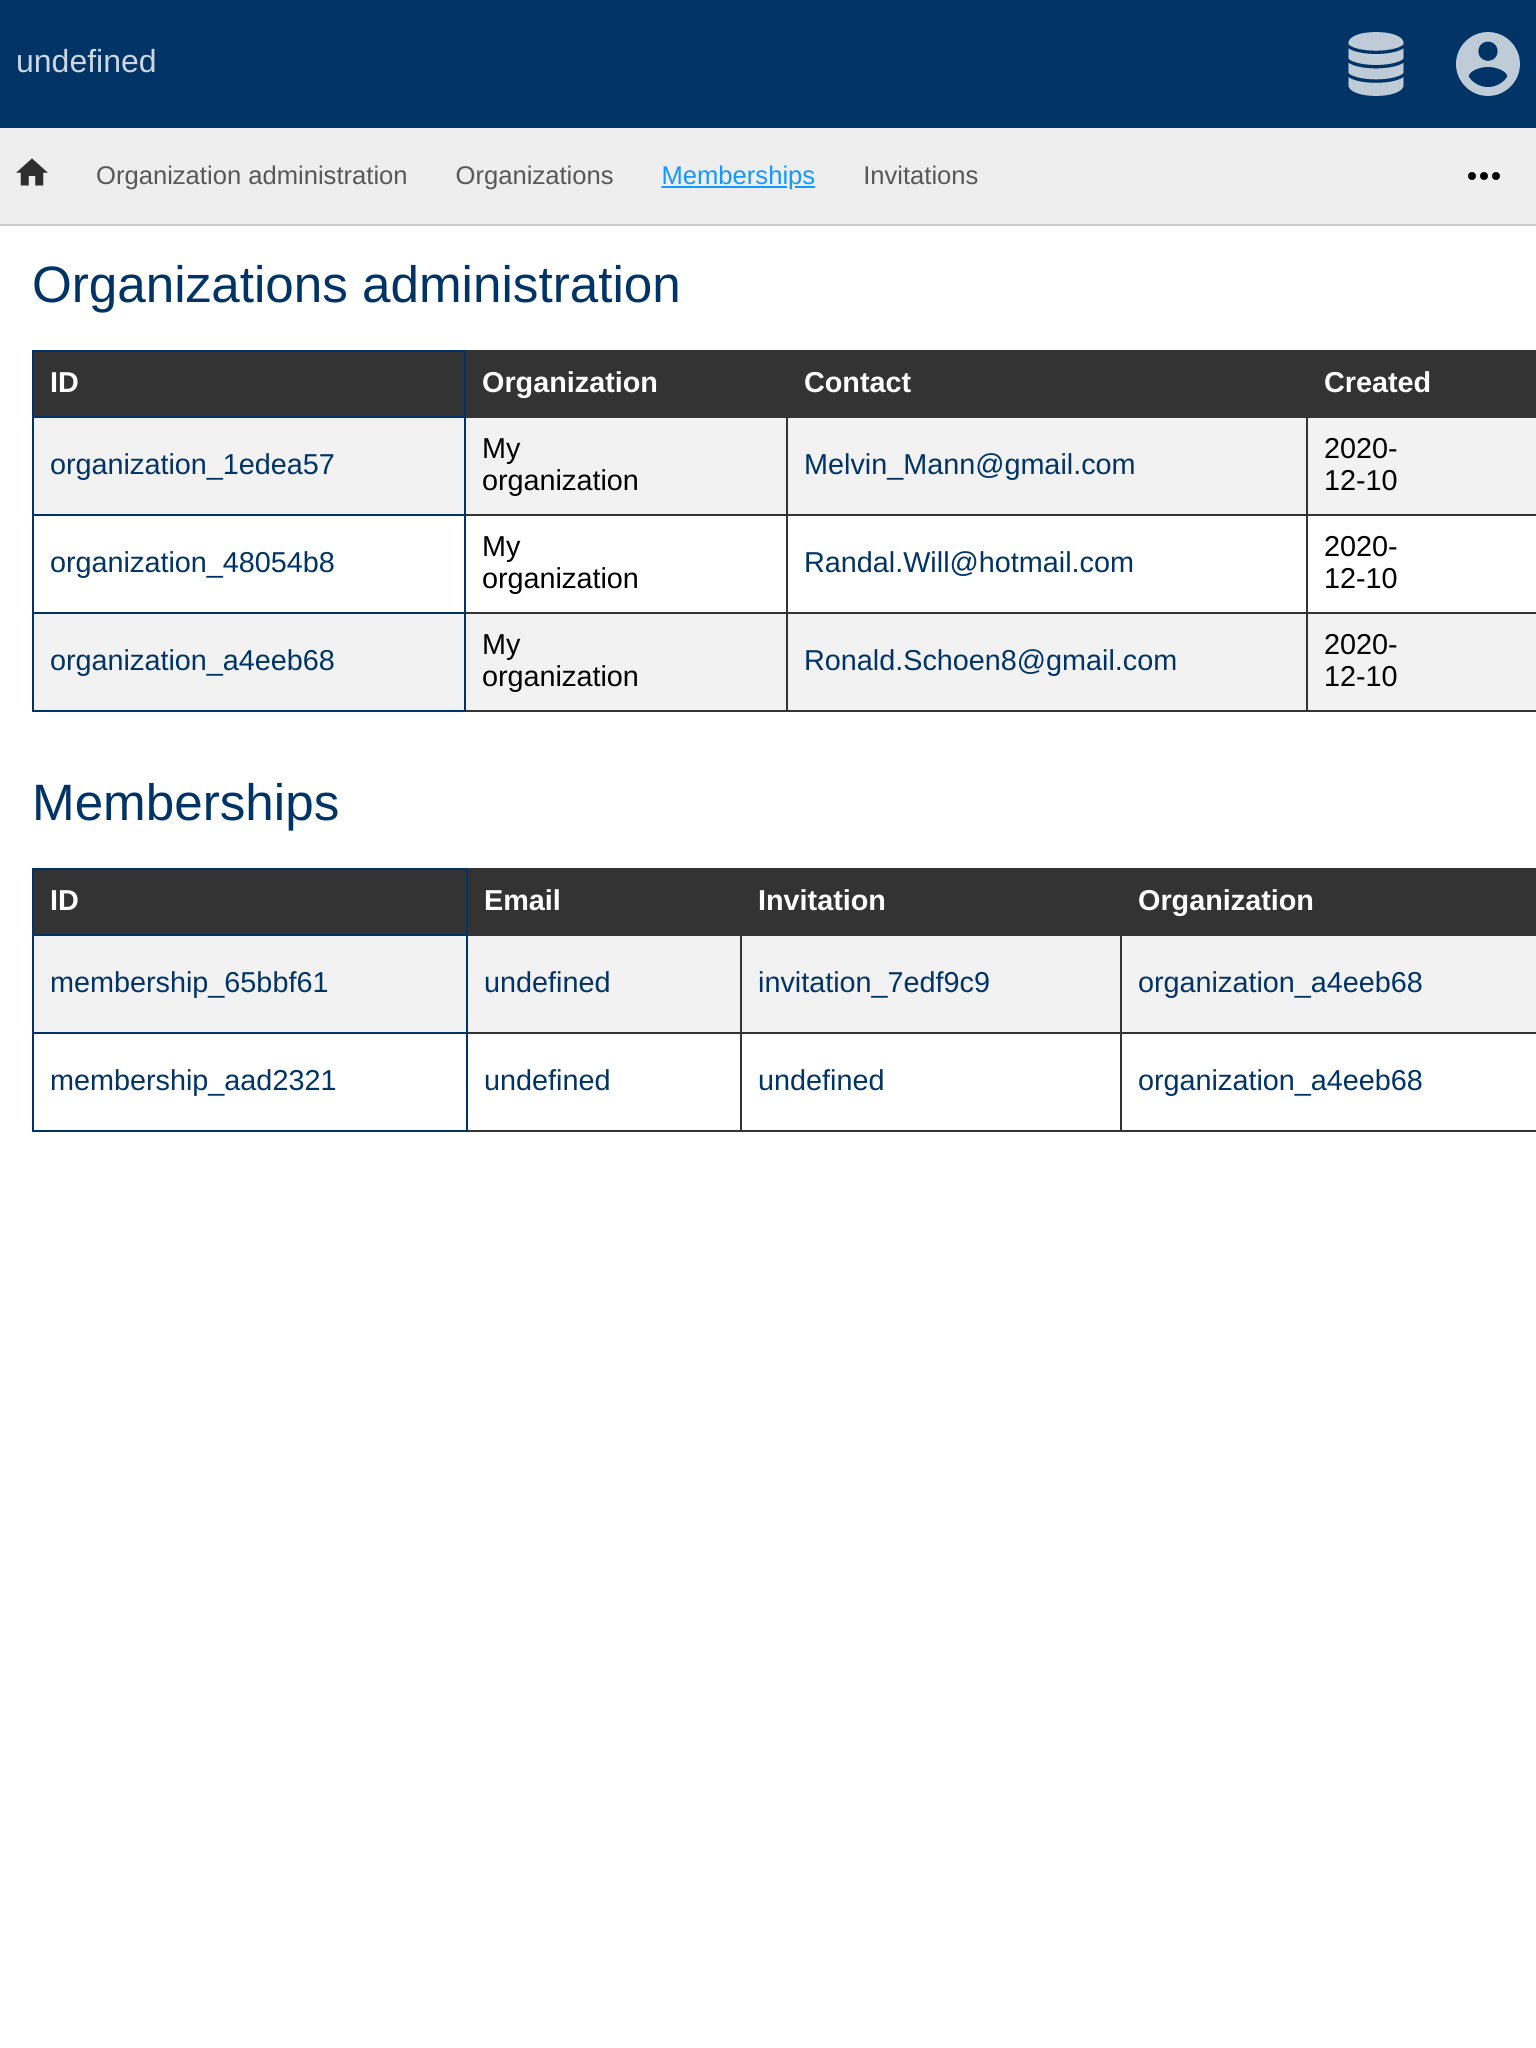 undefined
Organization administration Organizations Memberships Invitations
Organizations administration
ID Organization Contact Created
organization_1edea57 My organization Melvin_Mann@gmail.com 2020-12-10
organization_48054b8 My organization Randal.Will@hotmail.com 2020-12-10
organization_a4eeb68 My organization Ronald.Schoen8@gmail.com 2020-12-10
Memberships
ID Email Invitation Organization
membership_65bbf61 undefined invitation_7edf9c9 organization_a4eeb68
membership_aad2321 undefined undefined organization_a4eeb68